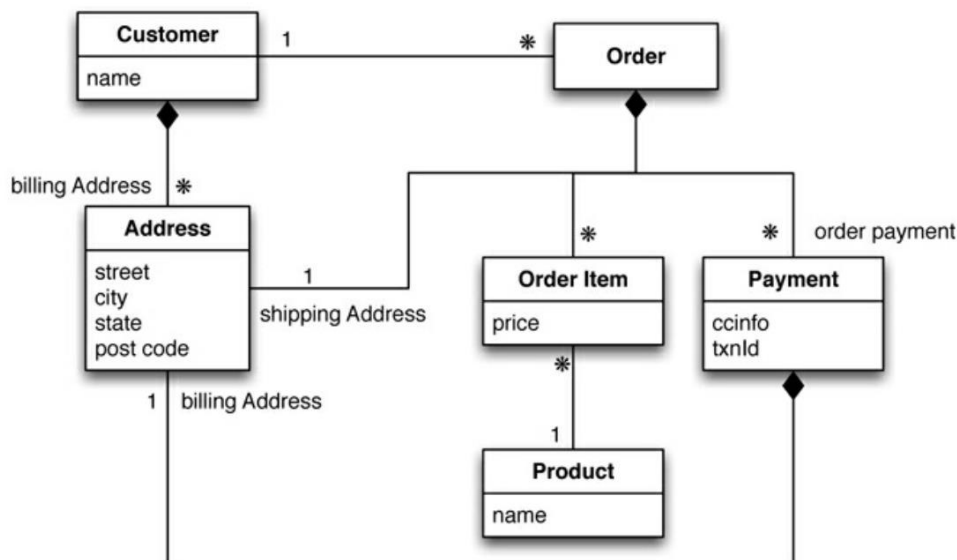 Customer
name
1
*
Order
billing Address
*
Address
street
city
state
post code
1
shipping Address
*
Order Item
price
*
order payment
Payment
ccinfo
txnId
1
billing Address
*
1
Product
name